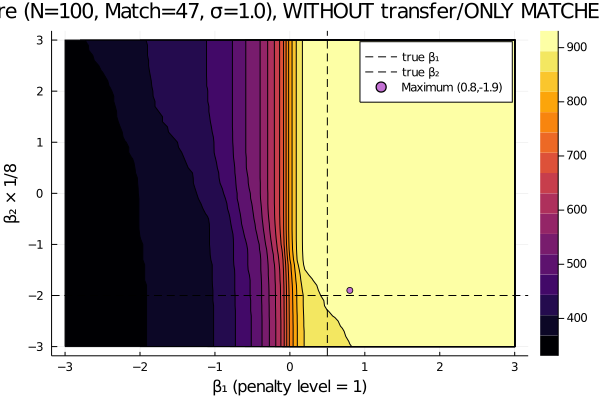 re (N=100, Match=47, σ=1.0), WITHOUT transfer/ONLY MATCHE
true β₁
true β₂
Maximum (0.8,-1.9)
3
2
1
0
−1
−2
−3
β₂ × 1/8
−3 −2 −1 0 1 2 3
β₁ (penalty level = 1)
900
800
700
600
500
400